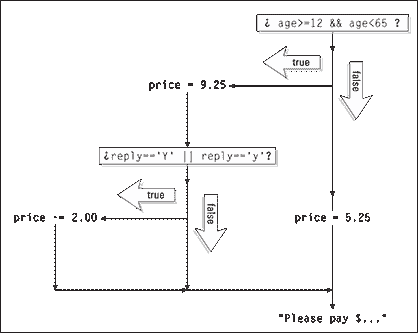 ¿ age>=12 && age<65 ?
true
false
price = 9.25
¿reply=='Y' || reply=='y'?
true
false
price -= 2.00
price = 5.25
"Please pay $..."